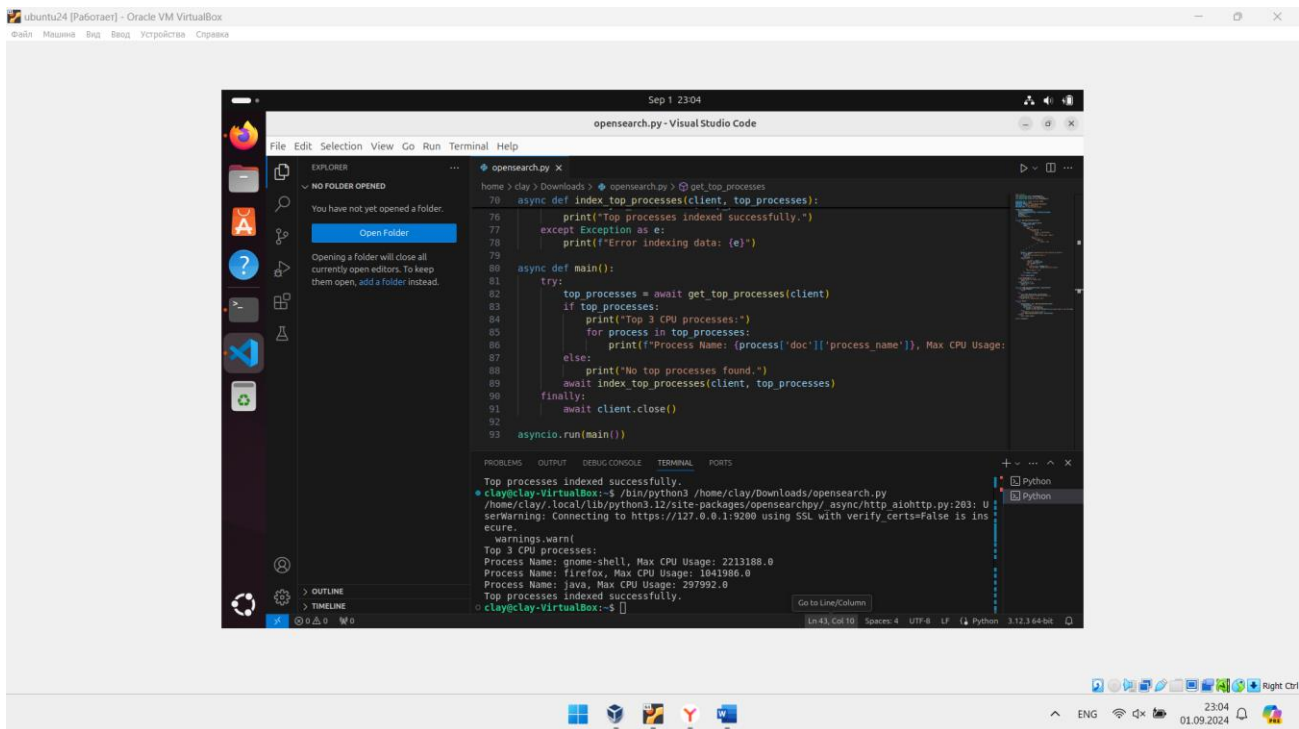 ubuntu24 [Работает] - Oracle VM VirtualBox
Файл Машина Вид Ввод Устройства Справка
Sep 1 23:04
opensearch.py - Visual Studio Code
File Edit Selection View Go Run Terminal Help
EXPLORER
NO FOLDER OPENED
You have not yet opened a folder.
Open Folder
Opening a folder will close all
currently open editors. To keep
them open, add a folder instead.
OUTLINE
TIMELINE
opensearch.py
home > clay > Downloads > opensearch.py > get_top_processes
70 async def index_top_processes(client, top_processes):
76 print("Top processes indexed successfully.")
77 except Exception as e:
78 print(f"Error indexing data: {e}")
79
80 async def main():
81 try:
82 top_processes = await get_top_processes(client)
83 if top_processes:
84 print("Top 3 CPU processes:")
85 for process in top_processes:
86 print(f"Process Name: {process['doc']['process_name']}, Max CPU Usage:
87 else:
88 print("No top processes found.")
89 await index_top_processes(client, top_processes)
90 finally:
91 await client.close()
92
93 asyncio.run(main())
PROBLEMS OUTPUT DEBUG CONSOLE TERMINAL PORTS
Top processes indexed successfully.
clay@clay-VirtualBox:~$ /bin/python3 /home/clay/Downloads/opensearch.py
/home/clay/.local/lib/python3.12/site-packages/opensearchpy/_async/http_aiohttp.py:203: U
serWarning: Connecting to https://127.0.0.1:9200 using SSL with verify_certs=False is ins
ecure.
warnings.warn(
Top 3 CPU processes:
Process Name: gnome-shell, Max CPU Usage: 2213188.0
Process Name: firefox, Max CPU Usage: 1041986.0
Process Name: java, Max CPU Usage: 297992.0
Top processes indexed successfully.
clay@clay-VirtualBox:~$
Python
Python
Go to Line/Column
0 0 0 Ln 43, Col 10 Spaces: 4 UTF-8 LF Python 3.12.3 64-bit
Right Ctrl
ENG 23:04
01.09.2024